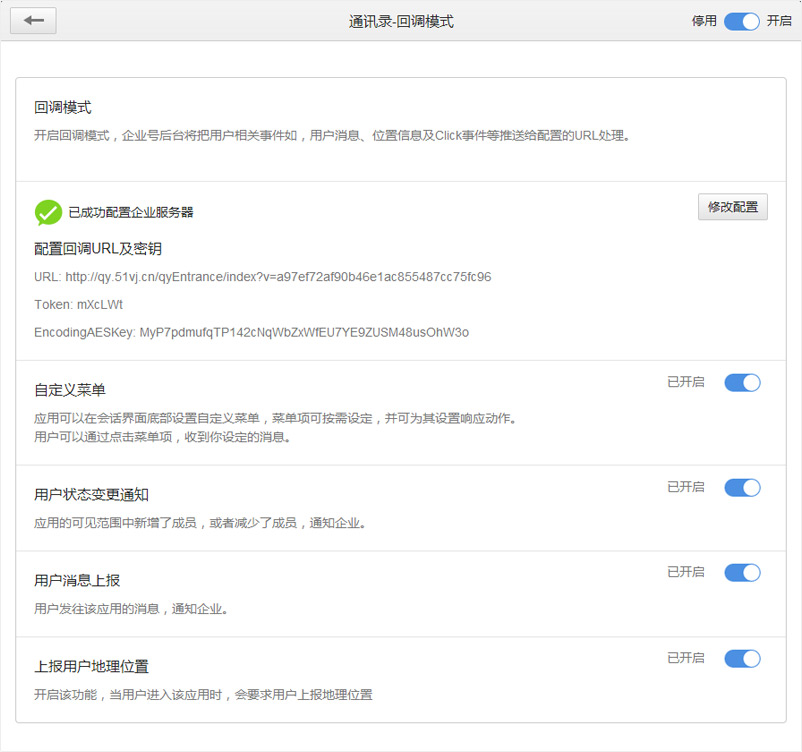 通讯录-回调模式
停用 开启
回调模式
开启回调模式，企业号后台将把用户相关事件如，用户消息、位置信息及Click事件等推送给配置的URL处理。
已成功配置企业服务器
修改配置
配置回调URL及密钥
URL: http://qy.51vj.cn/qyEntrance/index?v=a97ef72af90b46e1ac855487cc75fc96
Token: mXcLWt
EncodingAESKey: MyP7pdmufqTP142cNqWbZxWfEU7YE9ZUSM48usOhW3o
自定义菜单
已开启
应用可以在会话界面底部设置自定义菜单，菜单项可按需设定，并可为其设置响应动作。
用户可以通过点击菜单项，收到你设定的消息。
用户状态变更通知
已开启
应用的可见范围中新增了成员，或者减少了成员，通知企业。
用户消息上报
已开启
用户发往该应用的消息，通知企业。
上报用户地理位置
已开启
开启该功能，当用户进入该应用时，会要求用户上报地理位置